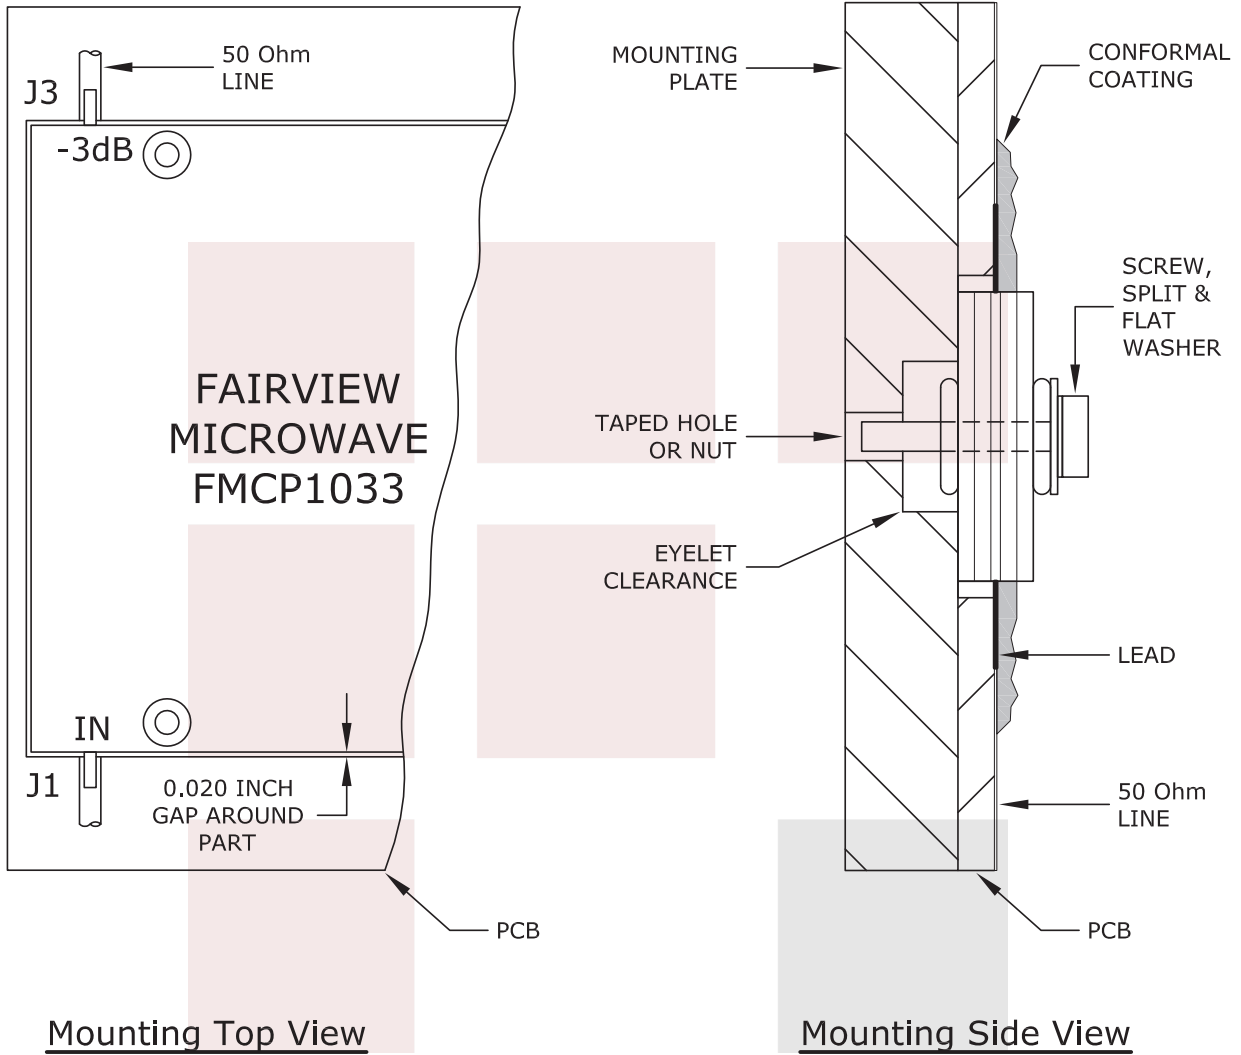 50 Ohm
LINE
J3
-3dB
FAIRVIEW
MICROWAVE
FMCP1033
IN
J1
0.020 INCH
GAP AROUND
PART
PCB
Mounting Top View
MOUNTING
PLATE
CONFORMAL
COATING
SCREW,
SPLIT &
FLAT
WASHER
TAPED HOLE
OR NUT
EYELET
CLEARANCE
LEAD
50 Ohm
LINE
PCB
Mounting Side View